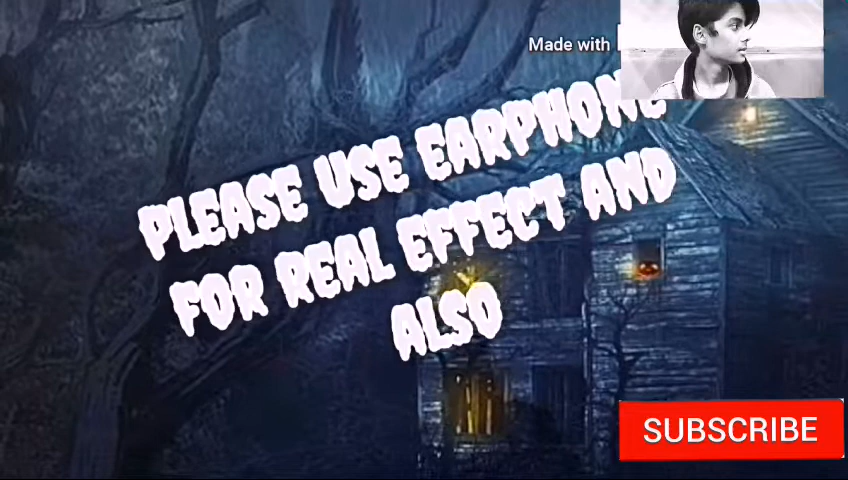 Made with
PLEASE USE EARPHONE
FOR REAL EFFECT AND
ALSO
SUBSCRIBE